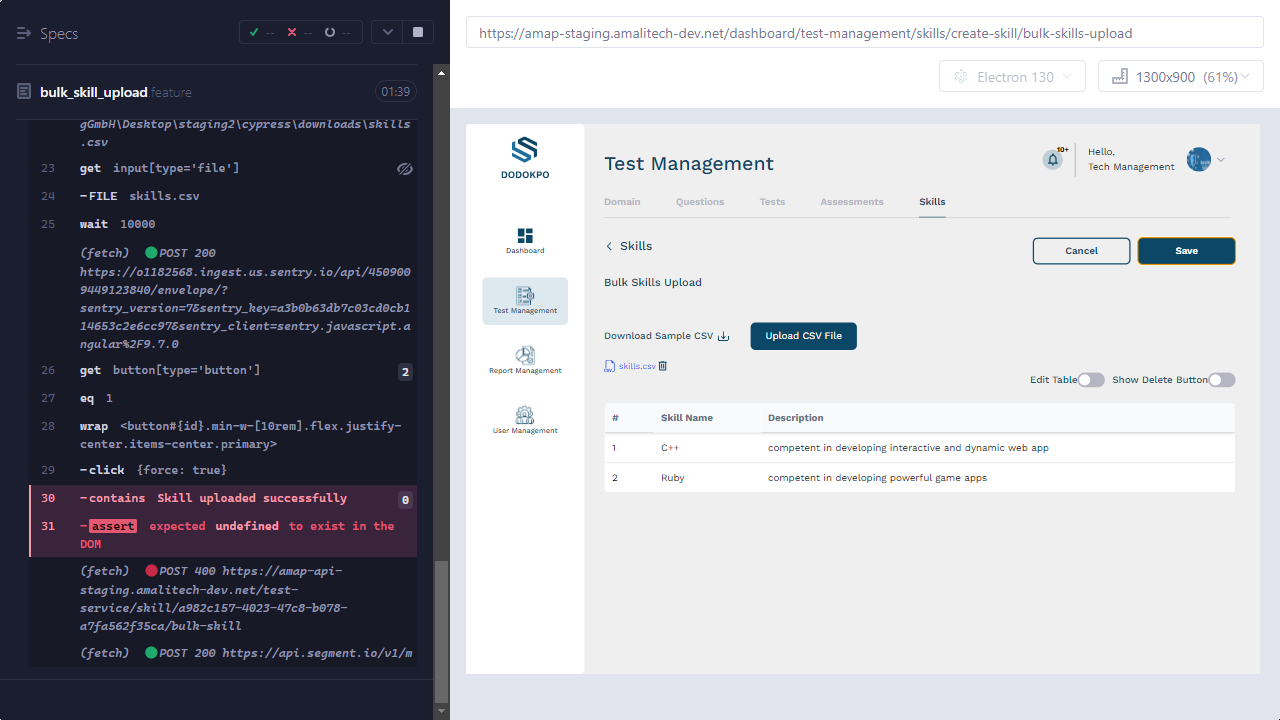 Specs
-- -- --
bulk_skill_upload.feature 01:39
gGmbH\Desktop\staging2\cypress\downloads\skills
.csv
23 get input[type='file']
24 -FILE skills.csv
25 wait 10000
(fetch) POST 200
https://o1182568.ingest.us.sentry.io/api/450900
9449123840/envelope/?
sentry_version=7&sentry_key=a3b0b63db7c03cd0cb1
14653c2e6cc97&sentry_client=sentry.javascript.a
ngular%2F9.7.0
26 get button[type='button'] 2
27 eq 1
28 wrap <button#{id}.min-w-[10rem].flex.justify-
center.items-center.primary>
29 -click {force: true}
30 -contains Skill uploaded successfully 0
31 -assert expected undefined to exist in the
DOM
(fetch) POST 400 https://amap-api-
staging.amalitech-dev.net/test-
service/skill/a982c157-4023-47c8-b078-
a7fa562f35ca/bulk-skill
(fetch) POST 200 https://api.segment.io/v1/m
https://amap-staging.amalitech-dev.net/dashboard/test-management/skills/create-skill/bulk-skills-upload
Electron 130
1300x900 (61%)
DODOKPO
Dashboard
Test Management
Report Management
User Management
Test Management
10+
Hello,
Tech Management
Domain Questions Tests Assessments Skills
Skills
Cancel Save
Bulk Skills Upload
Download Sample CSV Upload CSV File
skills.csv
Edit Table Show Delete Button
# Skill Name Description
1 C++ competent in developing interactive and dynamic web app
2 Ruby competent in developing powerful game apps